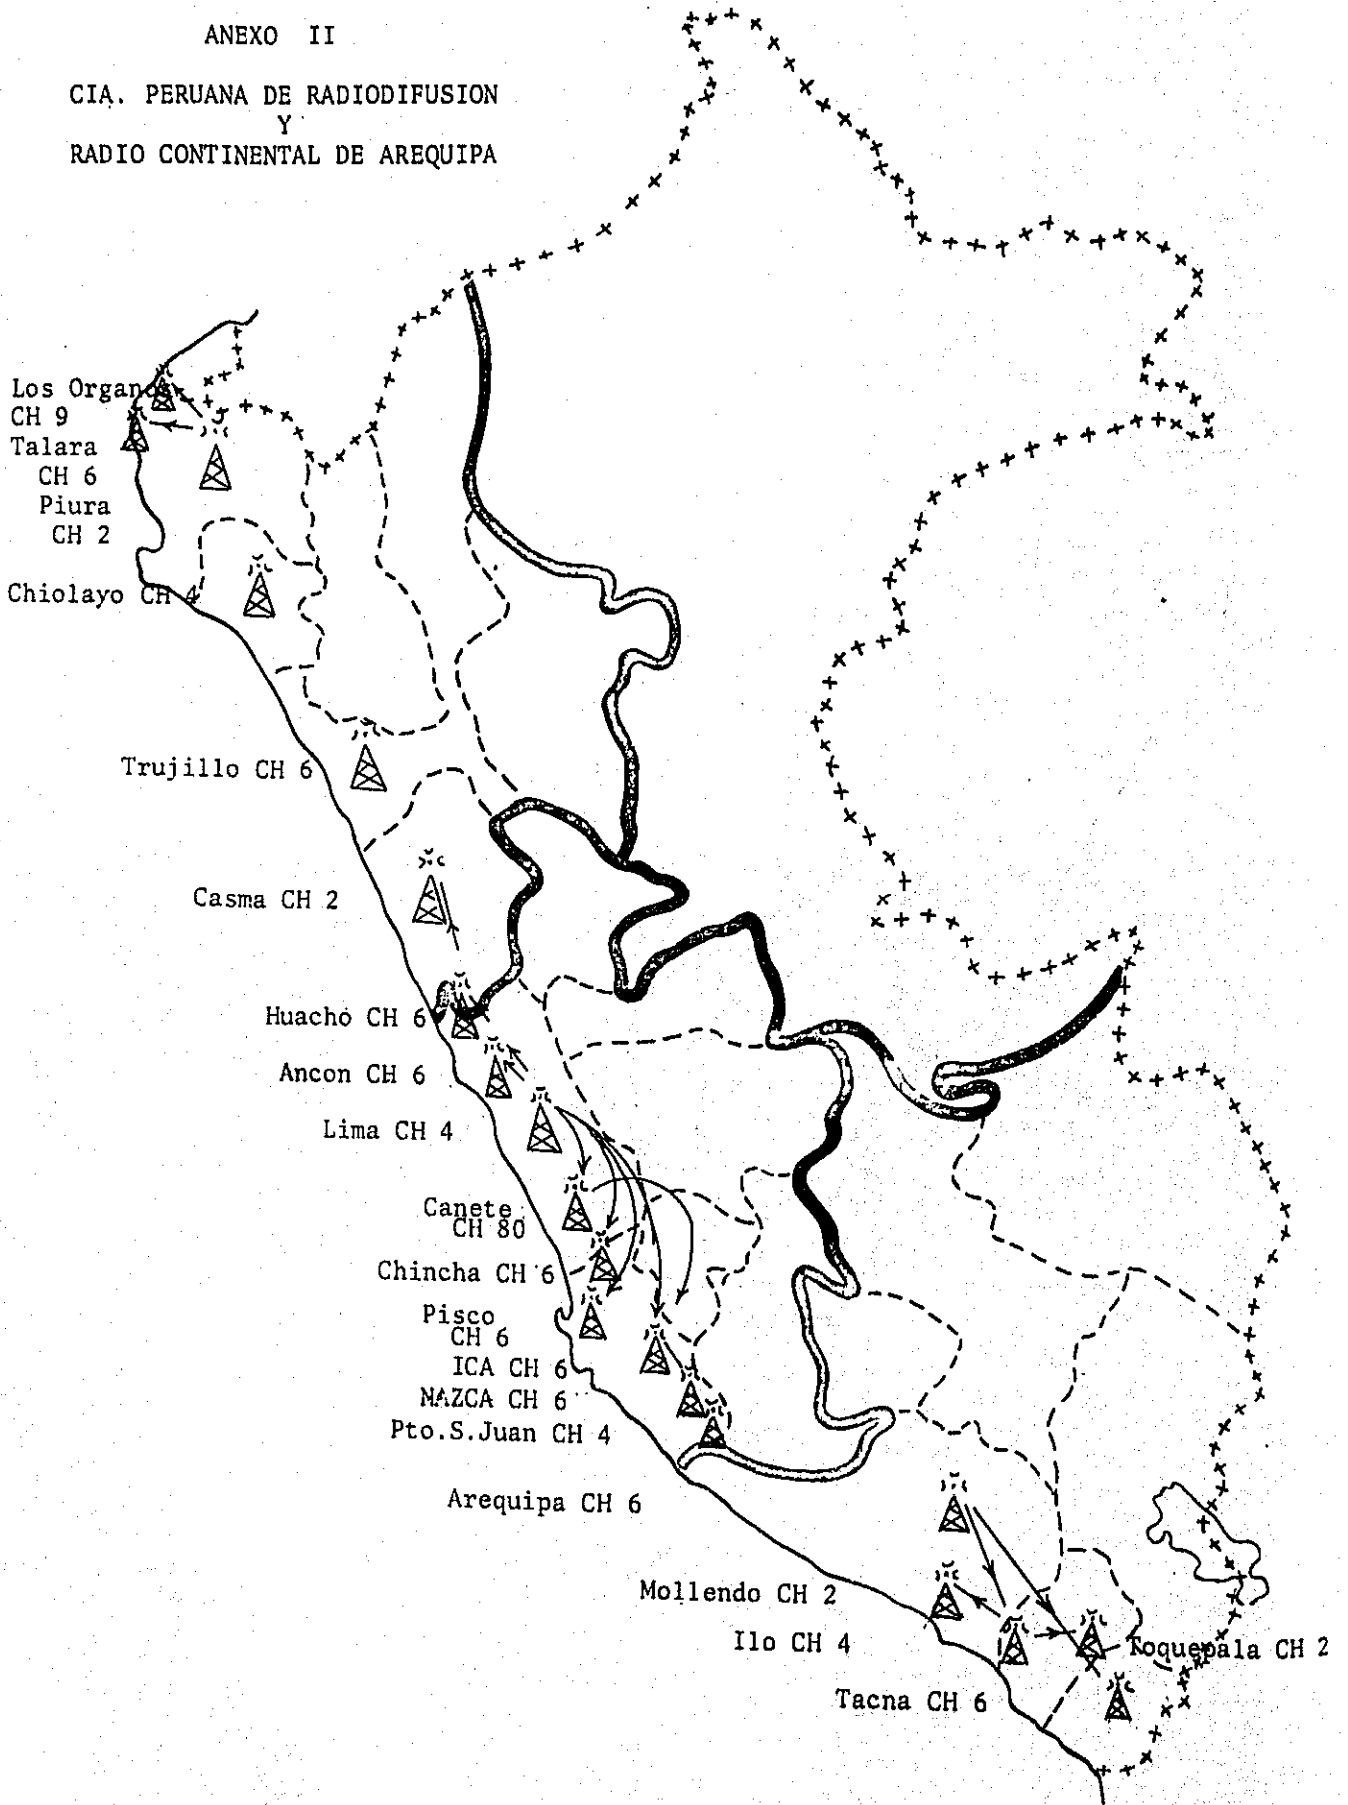 ANEXO II
CIA. PERUANA DE RADIODIFUSION
Y
RADIO CONTINENTAL DE AREQUIPA
Los Organos
CH 9
Talara
CH 6
Piura
CH 2
Chiolayo CH 4
Trujillo CH 6
Casma CH 2
Huacho CH 6
Ancon CH 6
Lima CH 4
Canete
CH 80
Chincha CH 6
Pisco
CH 6
ICA CH 6
NAZCA CH 6
Pto.S.Juan CH 4
Arequipa CH 6
Mollendo CH 2
Ilo CH 4
Toquepala CH 2
Tacna CH 6